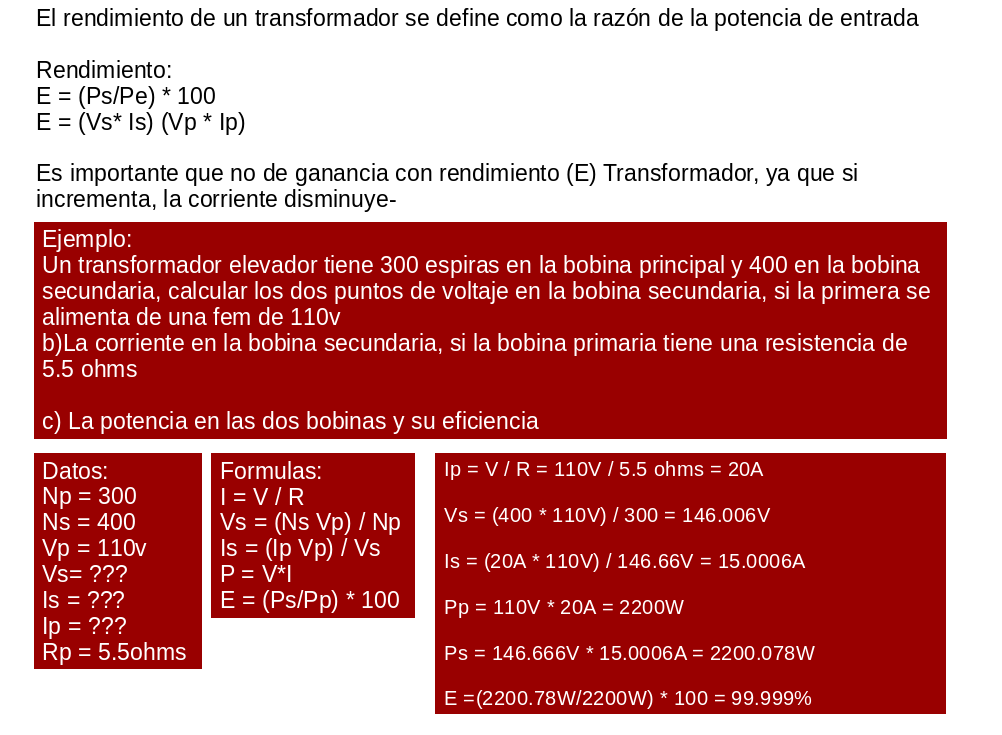 El rendimiento de un transformador se define como la razón de la potencia de entrada
Rendimiento:
E = (Ps/Pe) * 100
E = (Vs* Is) (Vp * Ip)
Es importante que no de ganancia con rendimiento (E) Transformador, ya que si
incrementa, la corriente disminuye-
Ejemplo:
Un transformador elevador tiene 300 espiras en la bobina principal y 400 en la bobina
secundaria, calcular los dos puntos de voltaje en la bobina secundaria, si la primera se
alimenta de una fem de 110v
b)La corriente en la bobina secundaria, si la bobina primaria tiene una resistencia de
5.5 ohms
c) La potencia en las dos bobinas y su eficiencia
Datos:
Np = 300
Ns = 400
Vp = 110v
Vs= ???
Is = ???
Ip = ???
Rp = 5.5ohms
Formulas:
I = V / R
Vs = (Ns Vp) / Np
Is = (Ip Vp) / Vs
P = V*I
E = (Ps/Pp) * 100
Ip = V / R = 110V / 5.5 ohms = 20A
Vs = (400 * 110V) / 300 = 146.006V
Is = (20A * 110V) / 146.66V = 15.0006A
Pp = 110V * 20A = 2200W
Ps = 146.666V * 15.0006A = 2200.078W
E =(2200.78W/2200W) * 100 = 99.999%